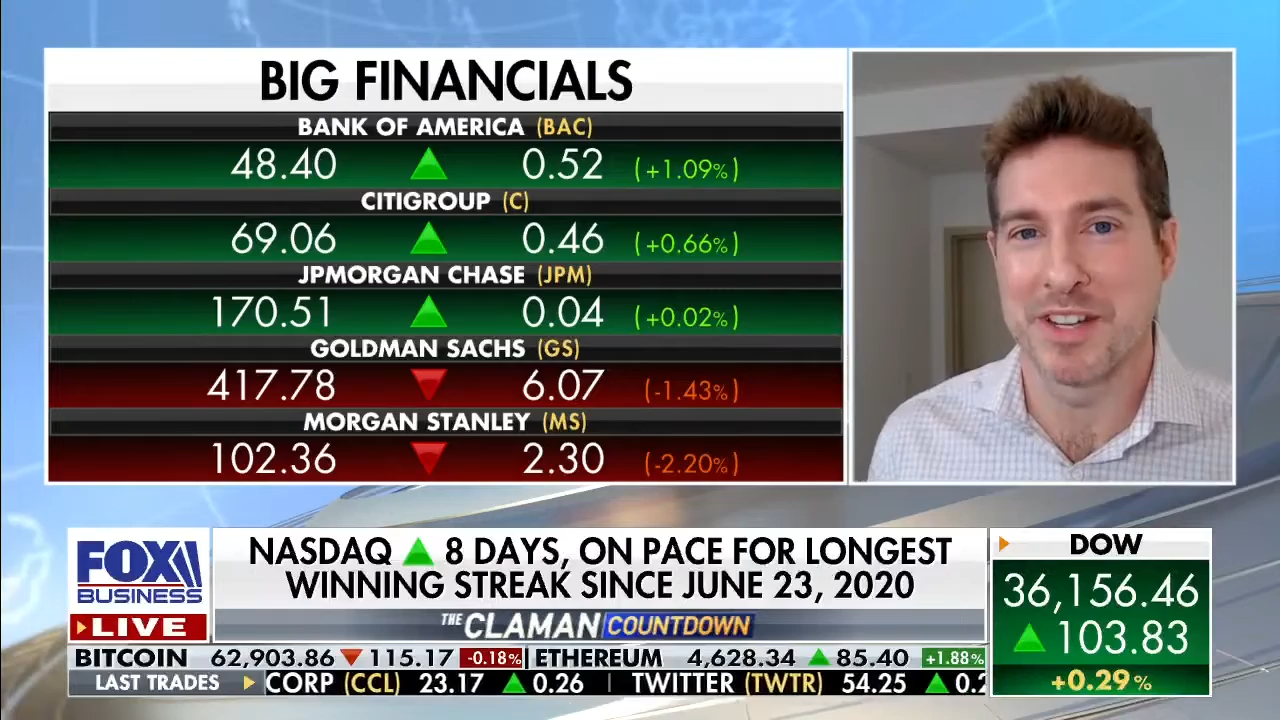 BIG FINANCIALS
BANK OF AMERICA (BAC)
48.40 0.52 (+1.09%)
CITIGROUP (C)
69.06 0.46 (+0.66%)
JPMORGAN CHASE (JPM)
170.51 0.04 (+0.02%)
GOLDMAN SACHS (GS)
417.78 6.07 (-1.43%)
MORGAN STANLEY (MS)
102.36 2.30 (-2.20%)
FOX
BUSINESS
LIVE
NASDAQ ▲ 8 DAYS, ON PACE FOR LONGEST
WINNING STREAK SINCE JUNE 23, 2020
THE CLAMAN COUNTDOWN
DOW
36,156.46
103.83
+0.29%
BITCOIN 62,903.86 115.17 -0.18% ETHEREUM 4,628.34 85.40 +1.88%
LAST TRADES CORP (CCL) 23.17 0.26 TWITTER (TWTR) 54.25